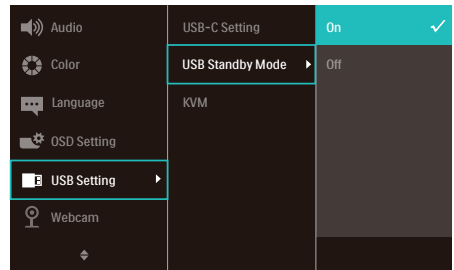 Audio
Color
Language
OSD Setting
USB Setting
Webcam
USB-C Setting
USB Standby Mode
KVM
On
Off